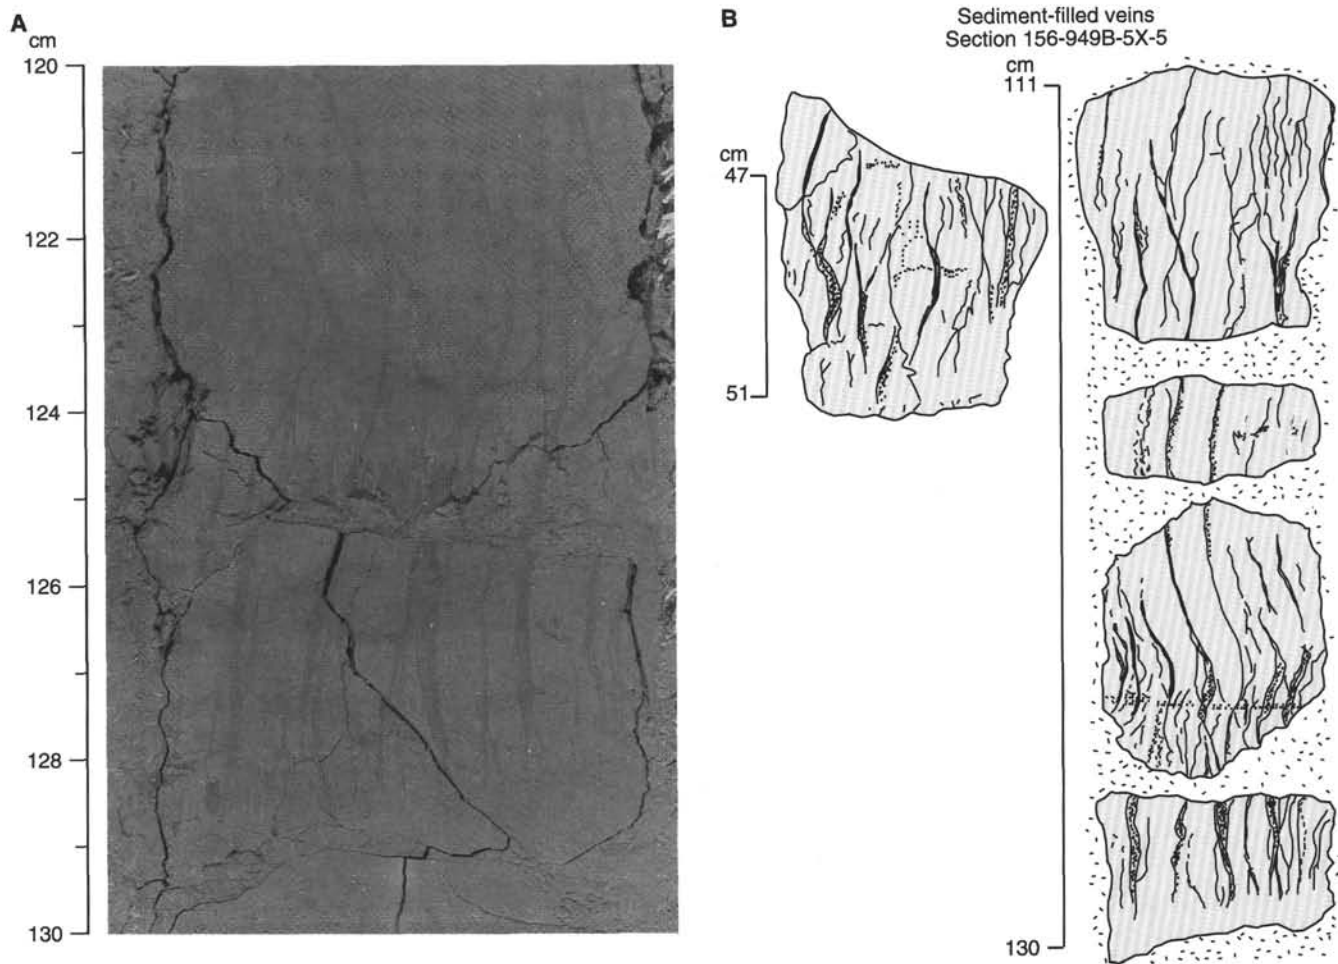 A
cm
120
122
124
126
128
130
B
Sediment-filled veins
Section 156-949B-5X-5
cm
47
51
cm
111
130